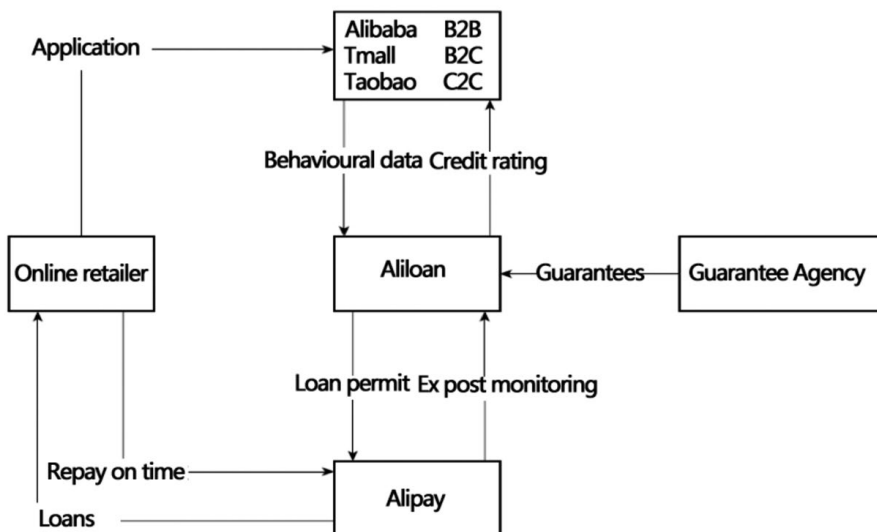 Application
Alibaba B2B
Tmall B2C
Taobao C2C
Behavioural data Credit rating
Online retailer
Aliloan
Guarantees
Guarantee Agency
Loan permit Ex post monitoring
Repay on time
Alipay
Loans